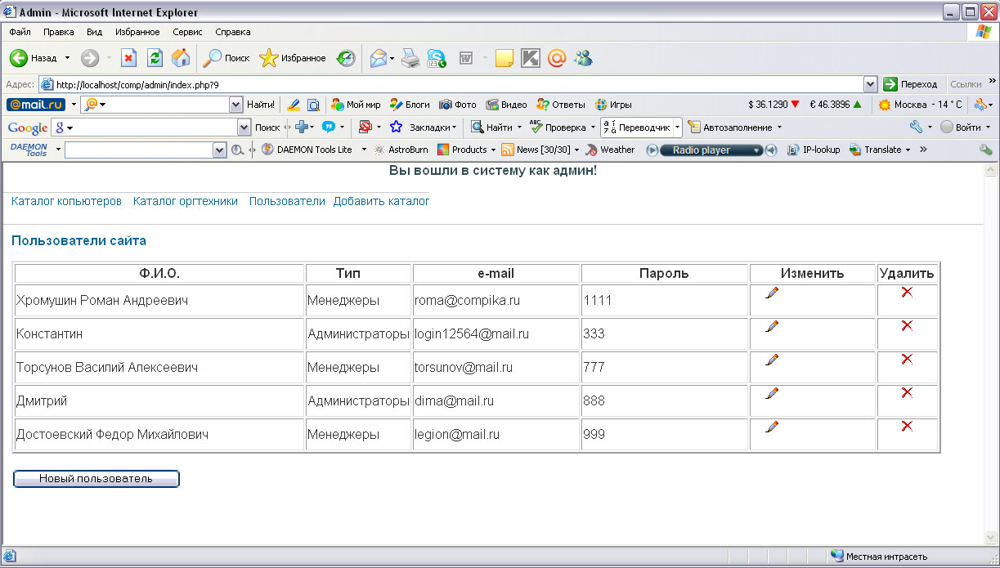 Admin - Microsoft Internet Explorer
Файл Правка Вид Избранное Сервис Справка
Назад Поиск Избранное
Адрес: http://localhost/comp/admin/index.php?9 Переход Ссылки »
@mail.ru Найти! Мой мир Блоги Фото Видео Ответы Игры $ 36.1290 € 46.3896 Москва - 14 ° C
Google Поиск Закладки Найти Проверка Переводчик Автозаполнение Войти
DAEMON Tools DAEMON Tools Lite AstroBurn Products News [30/30] Weather Radio player IP-lookup Translate »
Вы вошли в систему как админ!
Каталог копьютеров Каталог оргтехники Пользователи Добавить каталог
Пользователи сайта
Ф.И.О. Тип e-mail Пароль Изменить Удалить
Хромушин Роман Андреевич Менеджеры roma@compika.ru 1111
Константин Администраторы login12564@mail.ru 333
Торсунов Василий Алексеевич Менеджеры torsunov@mail.ru 777
Дмитрий Администраторы dima@mail.ru 888
Достоевский Федор Михайлович Менеджеры legion@mail.ru 999
Новый пользователь
Местная интрасеть